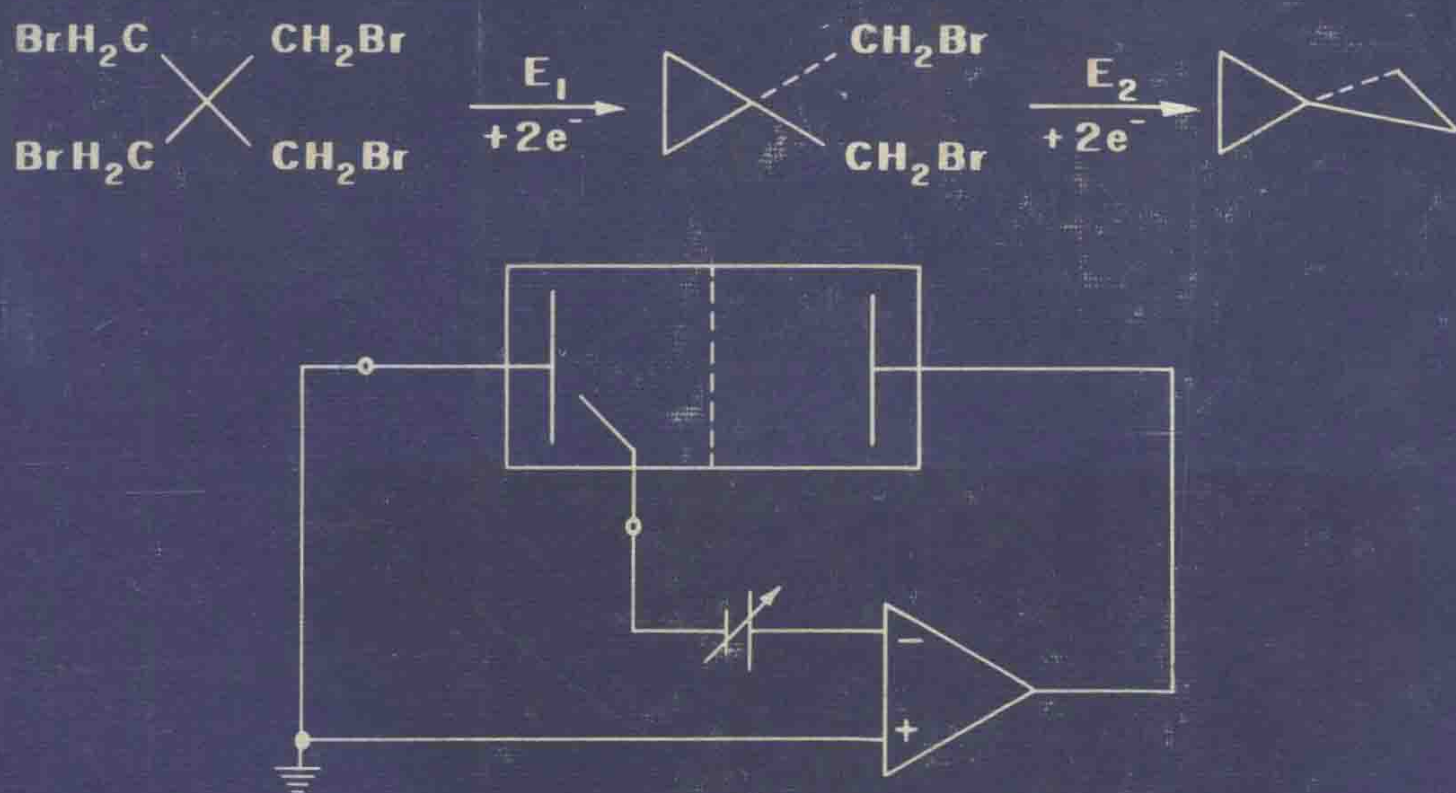 BrH₂C CH₂Br E₁ CH₂Br E₂
+2e⁻ +2e⁻
BrH₂C CH₂Br CH₂Br
−
+